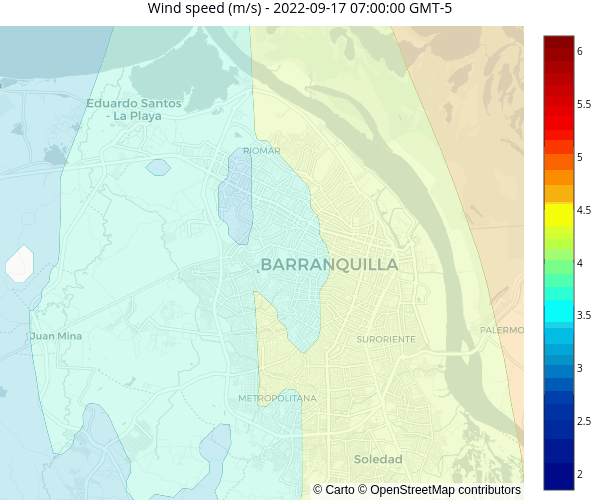 Wind speed (m/s) - 2022-09-17 07:00:00 GMT-5
6
5.5
5
4.5
4
3.5
3
2.5
2
Eduardo Santos
- La Playa
RIOMAR
BARRANQUILLA
Juan Mina
PALERMO
SURORIENTE
METROPOLITANA
Soledad
© Carto © OpenStreetMap contributors